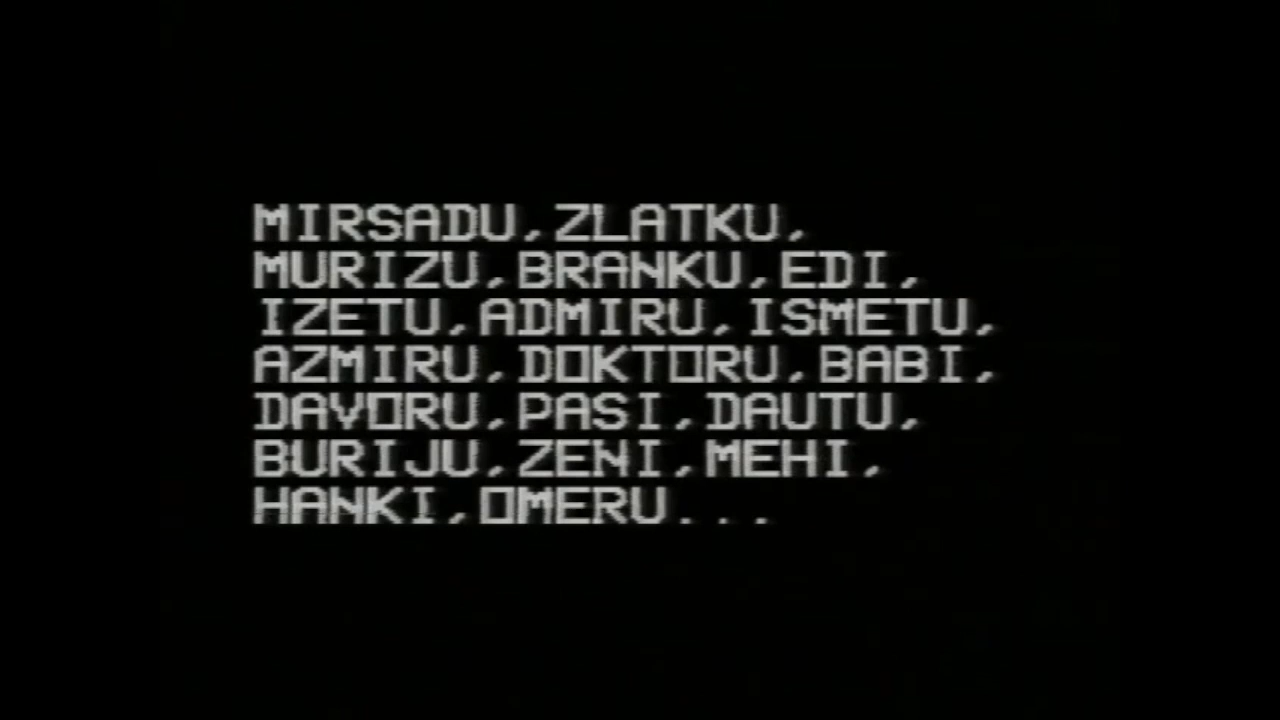 MIRSADU,ZLATKU,
MURIZU,BRANKU,EDI,
IZETU,ADMIRU,ISMETU,
AZMIRU,DOKTORU,BABI,
DAVORU,PASI,DAUTU,
BURIJU,ZENI,MEHI,
HANKI,OMERU...